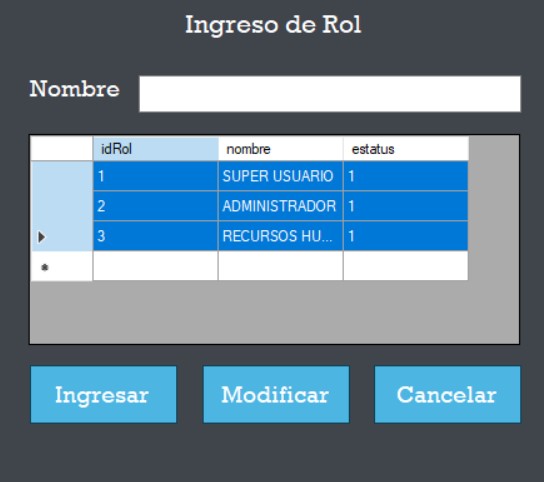 Ingreso de Rol
Nombre
idRol nombre estatus
1 SUPER USUARIO 1
2 ADMINISTRADOR 1
3 RECURSOS HU... 1
Ingresar Modificar Cancelar